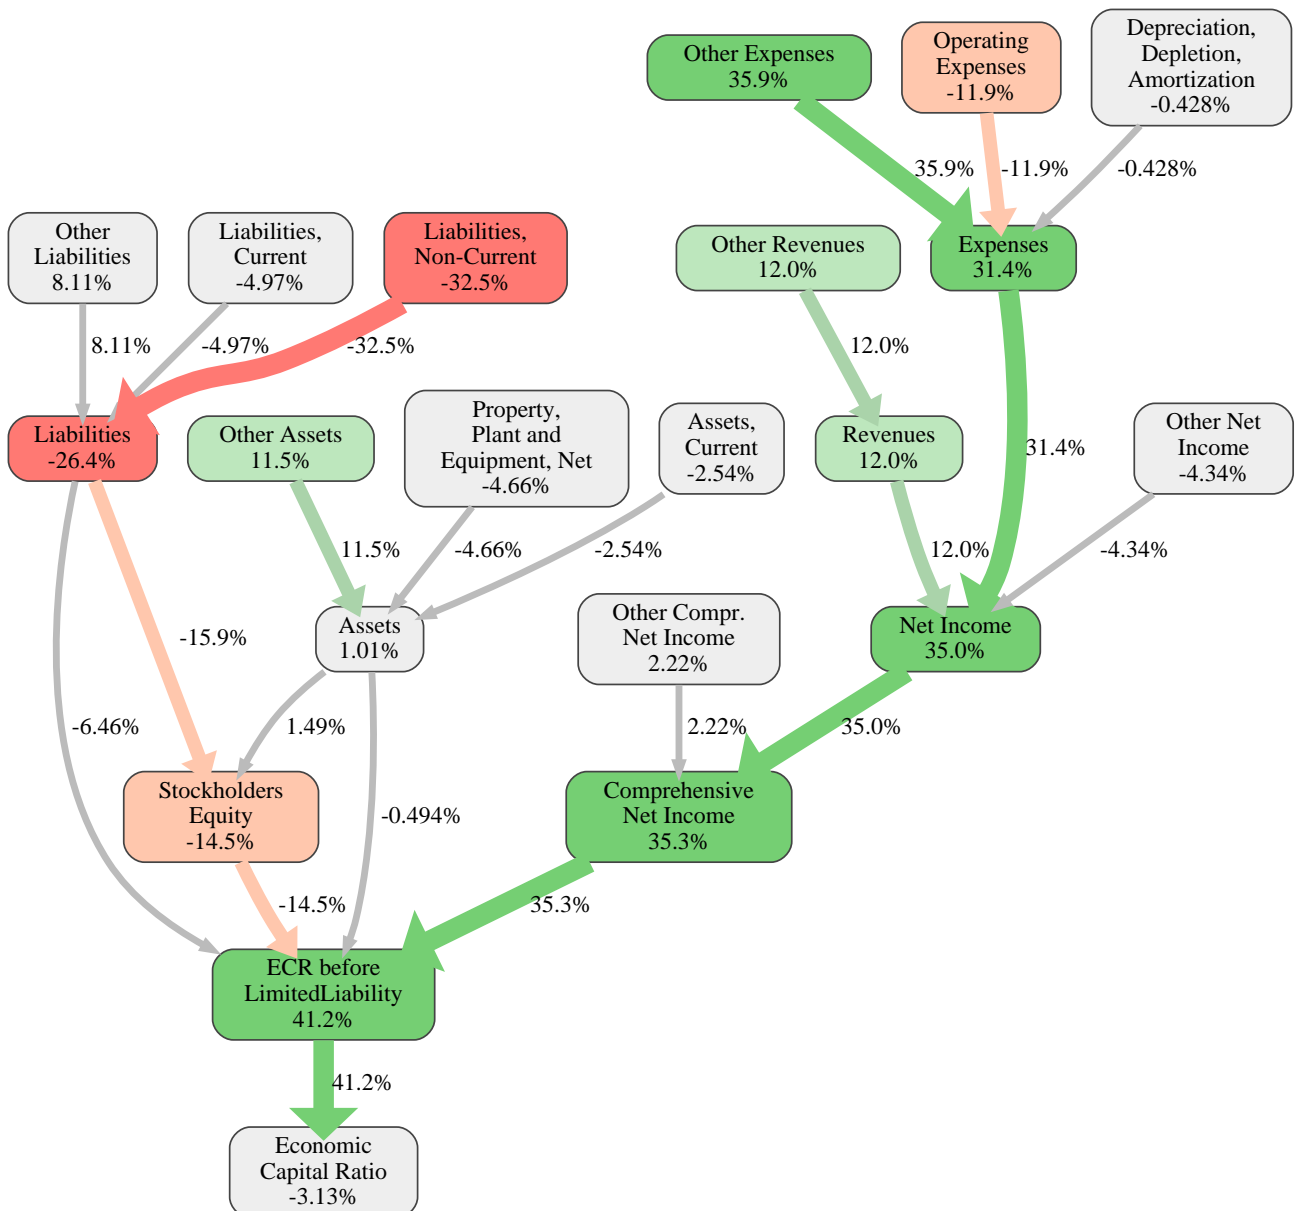 Other Expenses
35.9%
Operating
Expenses
-11.9%
Depreciation,
Depletion,
Amortization
-0.428%
35.9%
-11.9%
-0.428%
Other
Liabilities
8.11%
Liabilities,
Current
-4.97%
Liabilities,
Non-Current
-32.5%
Other Revenues
12.0%
Expenses
31.4%
8.11%
-4.97%
-32.5%
12.0%
Liabilities
-26.4%
Other Assets
11.5%
Property,
Plant and
Equipment, Net
-4.66%
Assets,
Current
-2.54%
Revenues
12.0%
31.4%
Other Net
Income
-4.34%
11.5%
-4.66%
-2.54%
12.0%
-4.34%
-15.9%
Assets
1.01%
Other Compr.
Net Income
2.22%
Net Income
35.0%
-6.46%
1.49%
2.22%
35.0%
Stockholders
Equity
-14.5%
-0.494%
Comprehensive
Net Income
35.3%
-14.5%
35.3%
ECR before
LimitedLiability
41.2%
41.2%
Economic
Capital Ratio
-3.13%